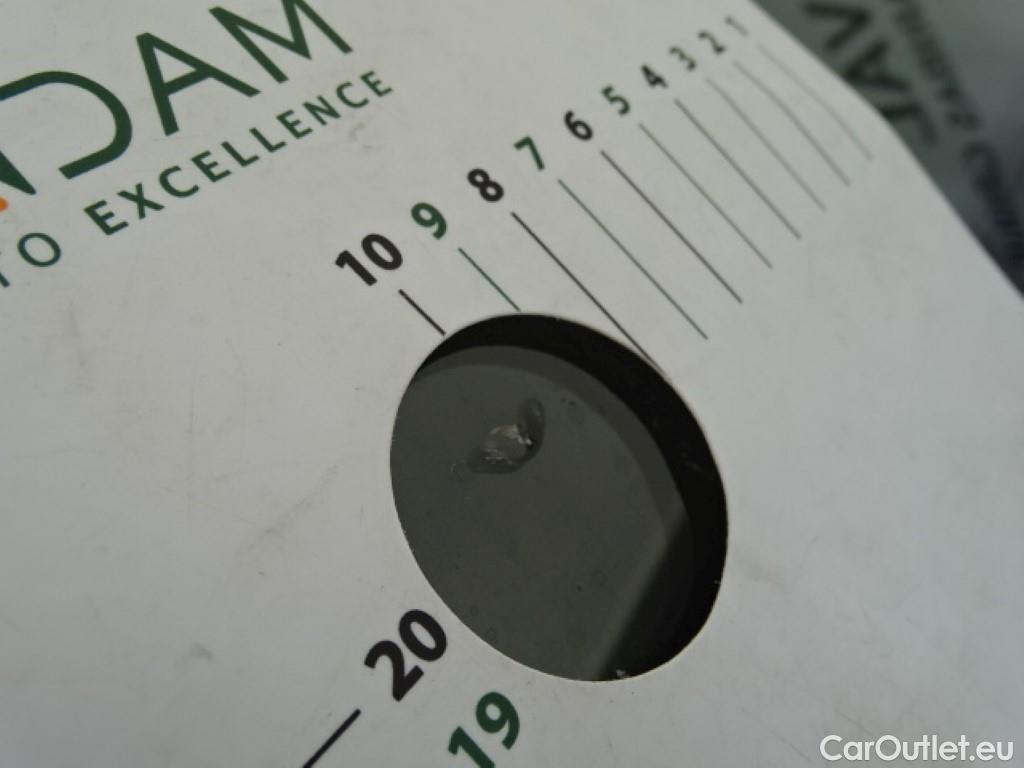 DAM
TO EXCELLENCE
10 9 8 7 6 5 4 3 2 1
20
19
CarOutlet.eu